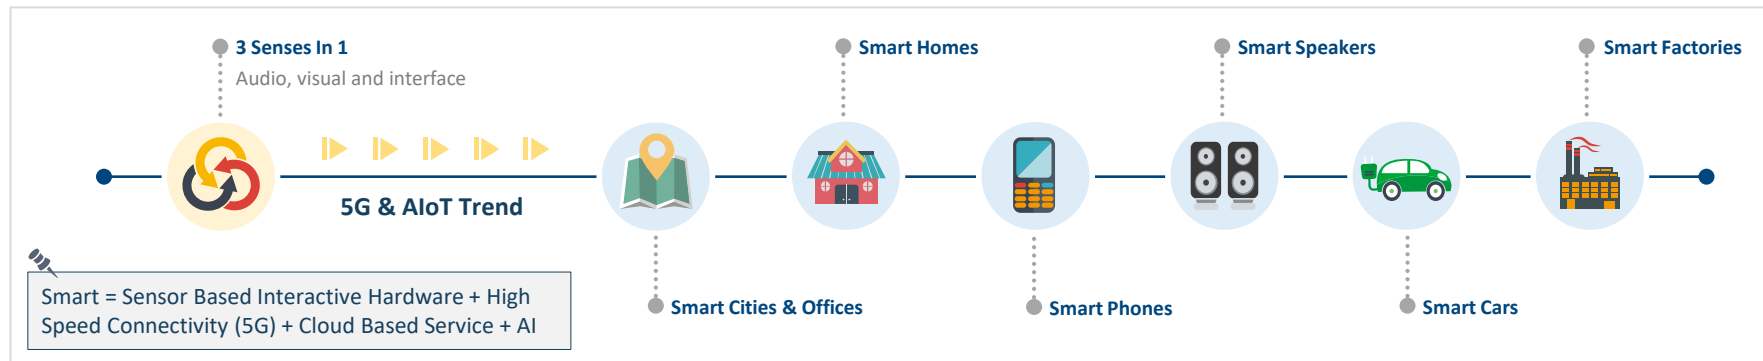 3 Senses In 1
Audio, visual and interface
Smart Homes
Smart Speakers
Smart Factories
5G & AIoT Trend
Smart = Sensor Based Interactive Hardware + High
Speed Connectivity (5G) + Cloud Based Service + AI
Smart Cities & Offices
Smart Phones
Smart Cars